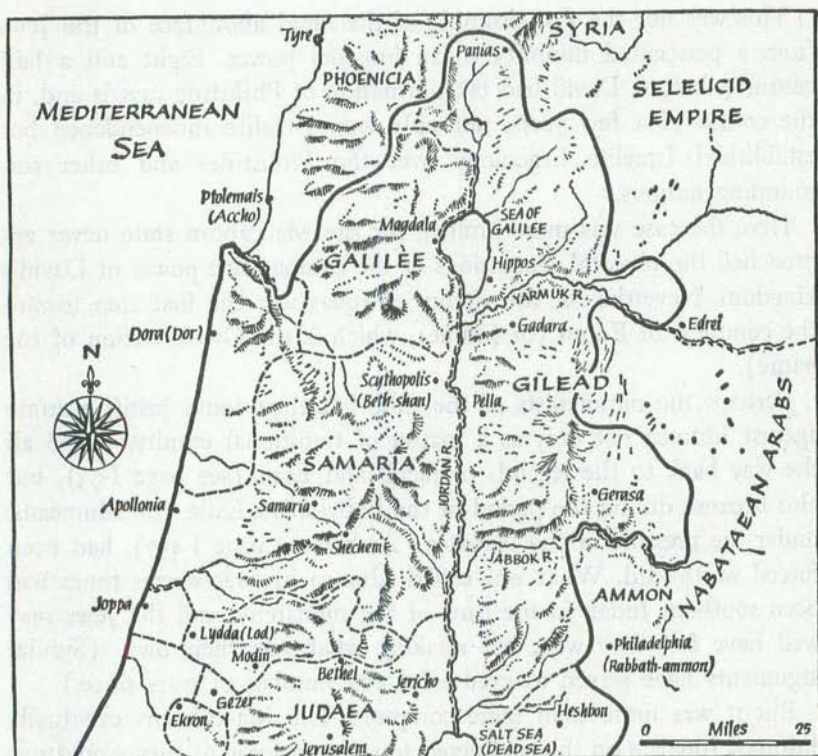 Tyre
SYRIA
Panias
PHOENICIA
MEDITERRANEAN
SEA
SELEUCID
EMPIRE
Ptolemais
(Accho)
Magdala
SEA OF
GALILEE
GALILEE
Hippos
YARMUK R.
Dora (Dor)
Gadara
Edrei
N
Scythopolis
(Beth-shan)
GILEAD
Pella
SAMARIA
JORDAN R.
NABATAEAN ARABS
Apollonia
Samaria
Gerasa
Shechem
JABBOK R.
Joppa
AMMON
Lydda (Lod)
Modin
Philadelphia
(Rabbath-ammon)
Bethel
Gezer
Jericho
Ekron
JUDAEA
Heshbon
Jerusalem
SALT SEA
(DEAD SEA)
0 Miles 25